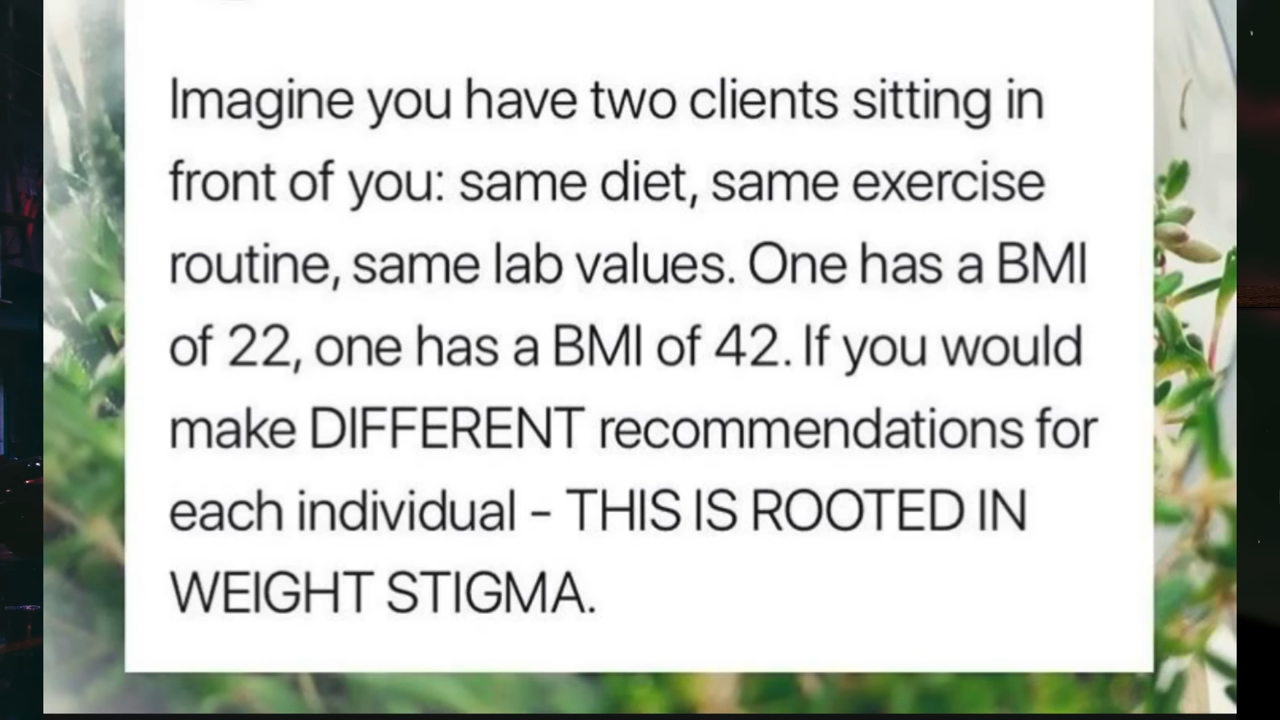 Imagine you have two clients sitting in
front of you: same diet, same exercise
routine, same lab values. One has a BMI
of 22, one has a BMI of 42. If you would
make DIFFERENT recommendations for
each individual - THIS IS ROOTED IN
WEIGHT STIGMA.